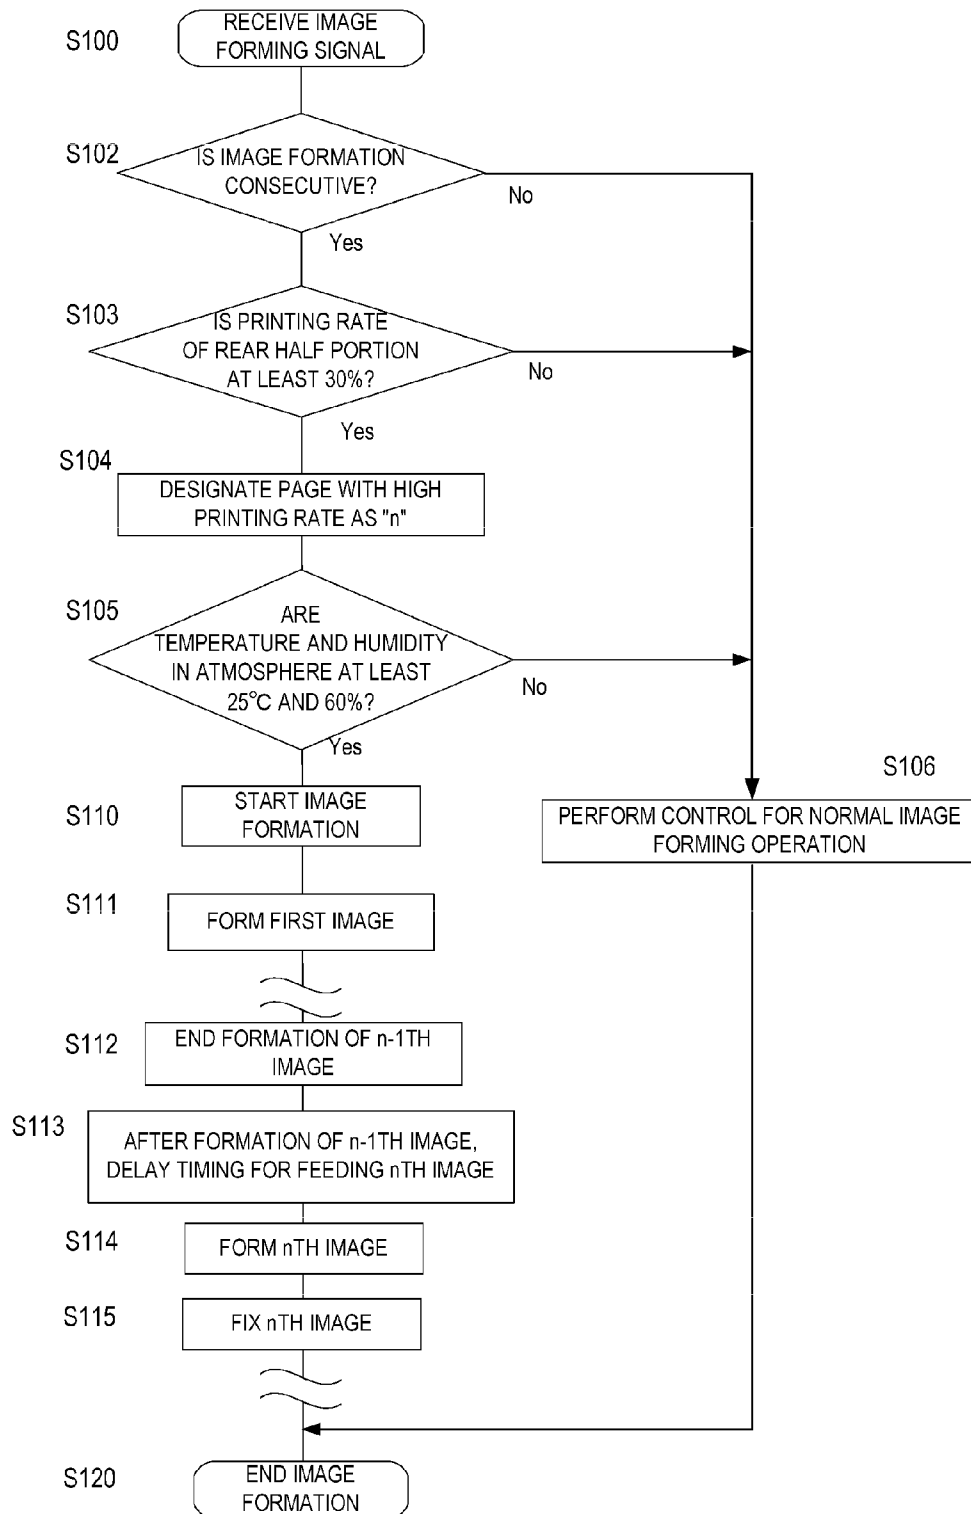 S100
RECEIVE IMAGE
FORMING SIGNAL
S102
IS IMAGE FORMATION
CONSECUTIVE?
No
Yes
S103
IS PRINTING RATE
OF REAR HALF PORTION
AT LEAST 30%?
No
Yes
S104
DESIGNATE PAGE WITH HIGH
PRINTING RATE AS "n"
S105
ARE
TEMPERATURE AND HUMIDITY
IN ATMOSPHERE AT LEAST
25°C AND 60%?
No
Yes
S106
PERFORM CONTROL FOR NORMAL IMAGE
FORMING OPERATION
S110
START IMAGE
FORMATION
S111
FORM FIRST IMAGE
S112
END FORMATION OF n-1TH
IMAGE
S113
AFTER FORMATION OF n-1TH IMAGE,
DELAY TIMING FOR FEEDING nTH IMAGE
S114
FORM nTH IMAGE
S115
FIX nTH IMAGE
S120
END IMAGE
FORMATION